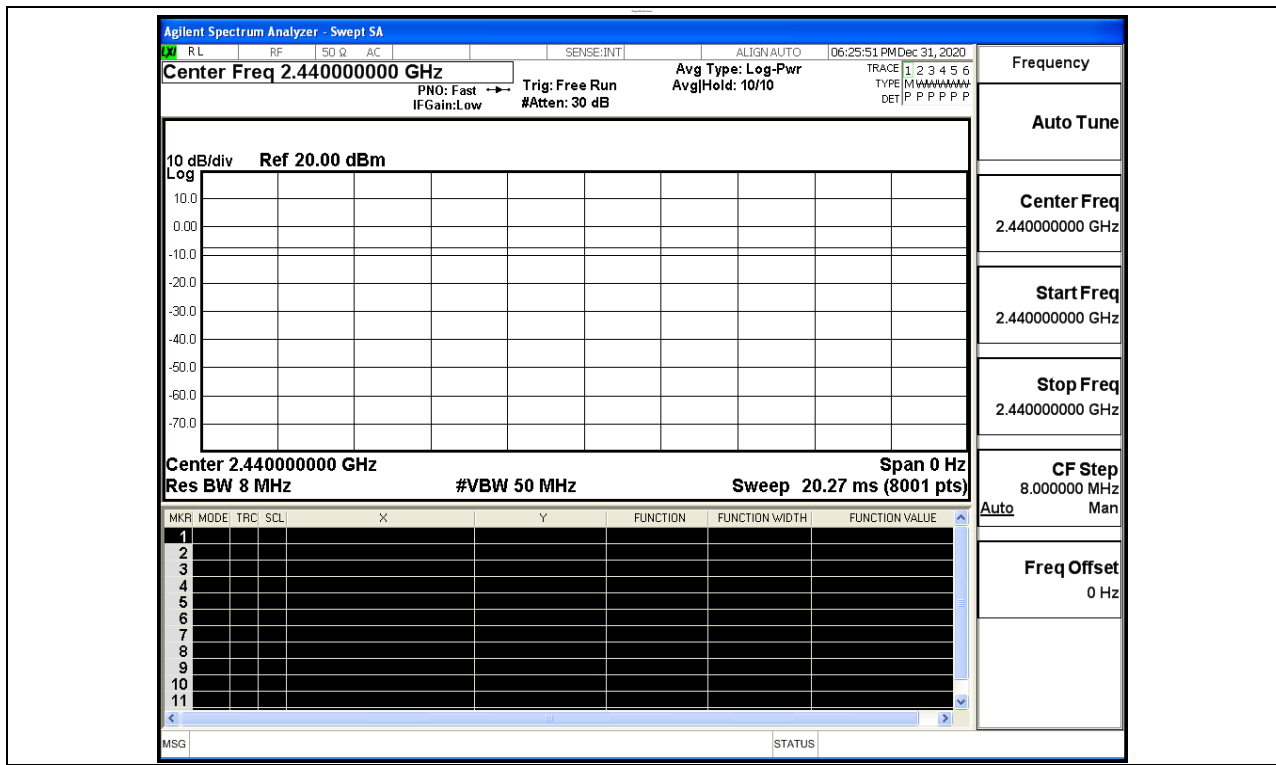 Agilent Spectrum Analyzer - Swept SA
LXI RL RF 50 Ω AC SENSE:INT ALIGN AUTO 06:25:51 PM Dec 31, 2020
Center Freq 2.440000000 GHz
PNO: Fast
IFGain:Low
Trig: Free Run
#Atten: 30 dB
Avg Type: Log-Pwr
Avg|Hold: 10/10
TRACE 1 2 3 4 5 6
TYPE M WWWWW
DET P P P P P P
10 dB/div Ref 20.00 dBm
Log
10.0
0.00
-10.0
-20.0
-30.0
-40.0
-50.0
-60.0
-70.0
Center 2.440000000 GHz Span 0 Hz
Res BW 8 MHz #VBW 50 MHz Sweep 20.27 ms (8001 pts)
MKR MODE TRC SCL X Y FUNCTION FUNCTION WIDTH FUNCTION VALUE
1
2
3
4
5
6
7
8
9
10
11
MSG STATUS
Frequency
Auto Tune
Center Freq
2.440000000 GHz
Start Freq
2.440000000 GHz
Stop Freq
2.440000000 GHz
CF Step
8.000000 MHz
Auto Man
Freq Offset
0 Hz